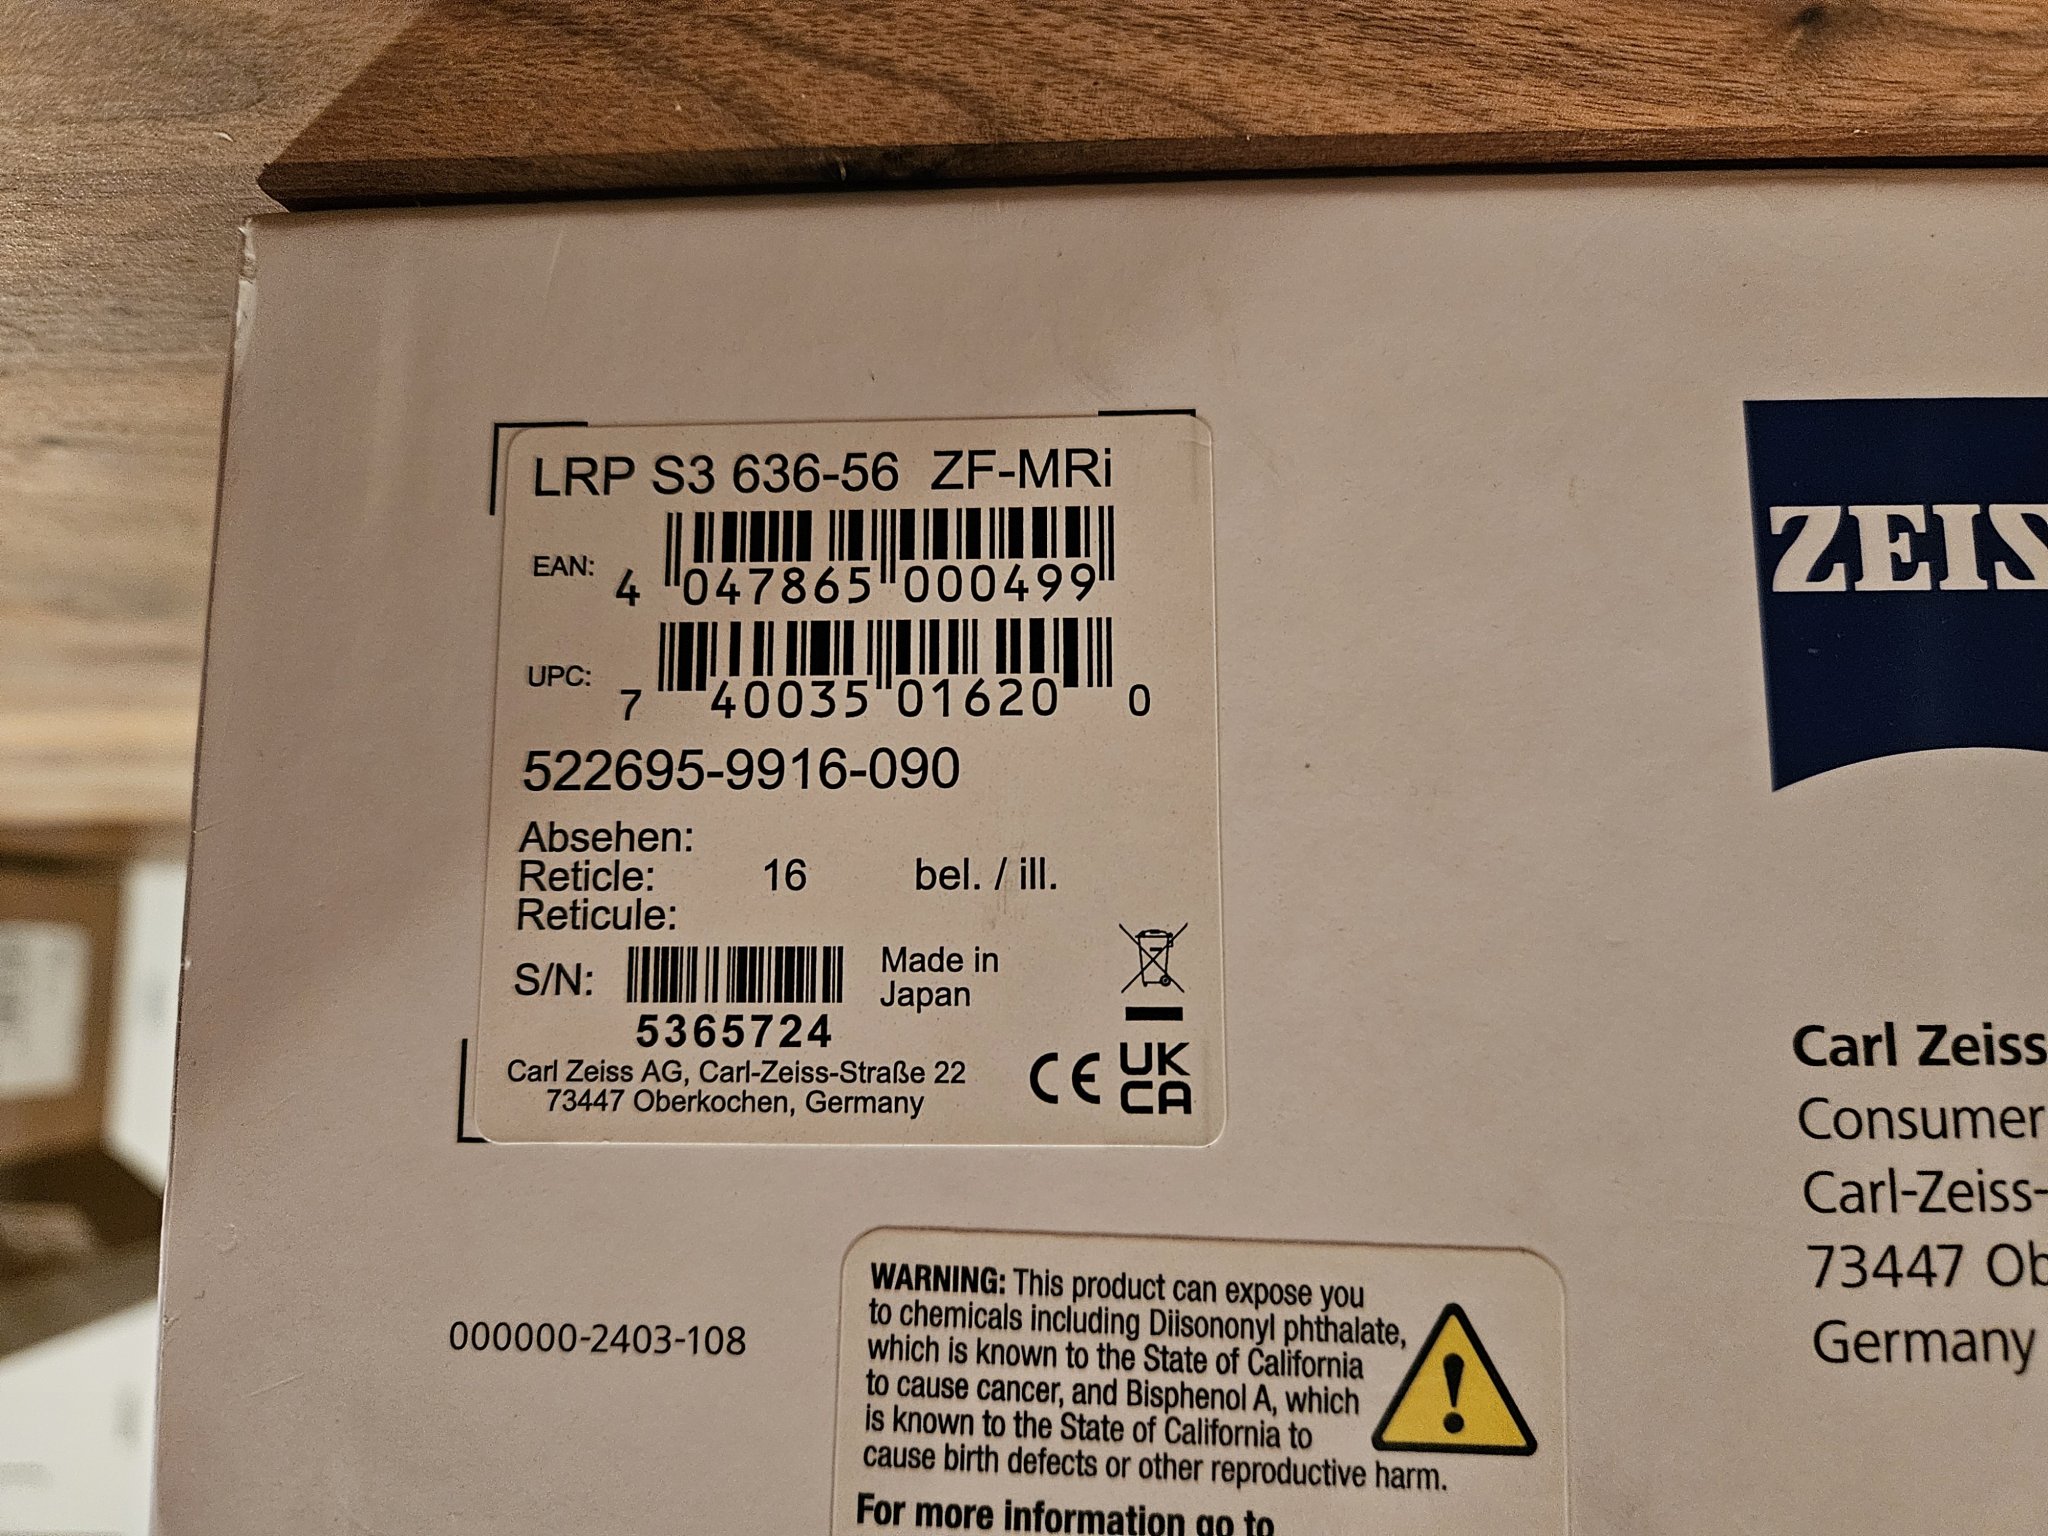 LRP S3 636-56 ZF-MRi
EAN: 4 047865 000499
UPC: 7 40035 01620 0
522695-9916-090
Absehen:
Reticle: 16 bel. / ill.
Reticule:
S/N:
5365724
Made in
Japan
Carl Zeiss AG, Carl-Zeiss-Straße 22
73447 Oberkochen, Germany
CE
UK
CA
ZEISS
Carl Zeiss
Consumer
Carl-Zeiss-
73447 Ob
Germany
000000-2403-108
WARNING: This product can expose you
to chemicals including Diisononyl phthalate,
which is known to the State of California
to cause cancer, and Bisphenol A, which
is known to the State of California to
cause birth defects or other reproductive harm.
For more information go to